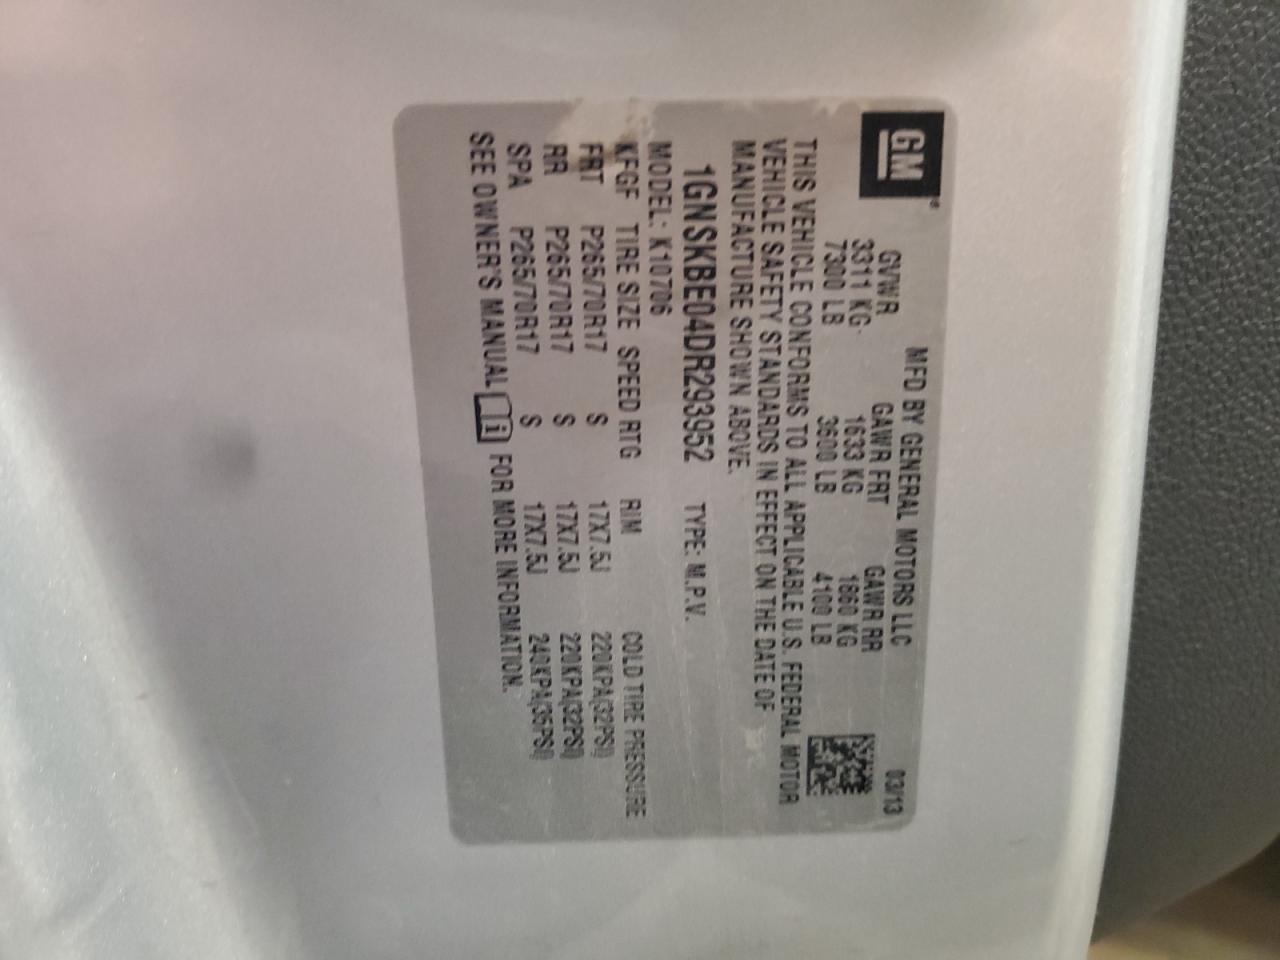 GM
MFD BY GENERAL MOTORS LLC 03/13
GVWR GAWR FRT GAWR RR
3311 KG 1633 KG 1860 KG
7300 LB 3600 LB 4100 LB
THIS VEHICLE CONFORMS TO ALL APPLICABLE U.S. FEDERAL MOTOR
VEHICLE SAFETY STANDARDS IN EFFECT ON THE DATE OF
MANUFACTURE SHOWN ABOVE.
1GNSKBE04DR293952 TYPE: M.P.V.
MODEL: K10706
KFGF TIRE SIZE SPEED RTG RIM COLD TIRE PRESSURE
FRT P265/70R17 S 17X7.5J 220KPA(32PSI)
RR P265/70R17 S 17X7.5J 220KPA(32PSI)
SPA P265/70R17 S 17X7.5J 240KPA(35PSI)
SEE OWNER'S MANUAL FOR MORE INFORMATION.